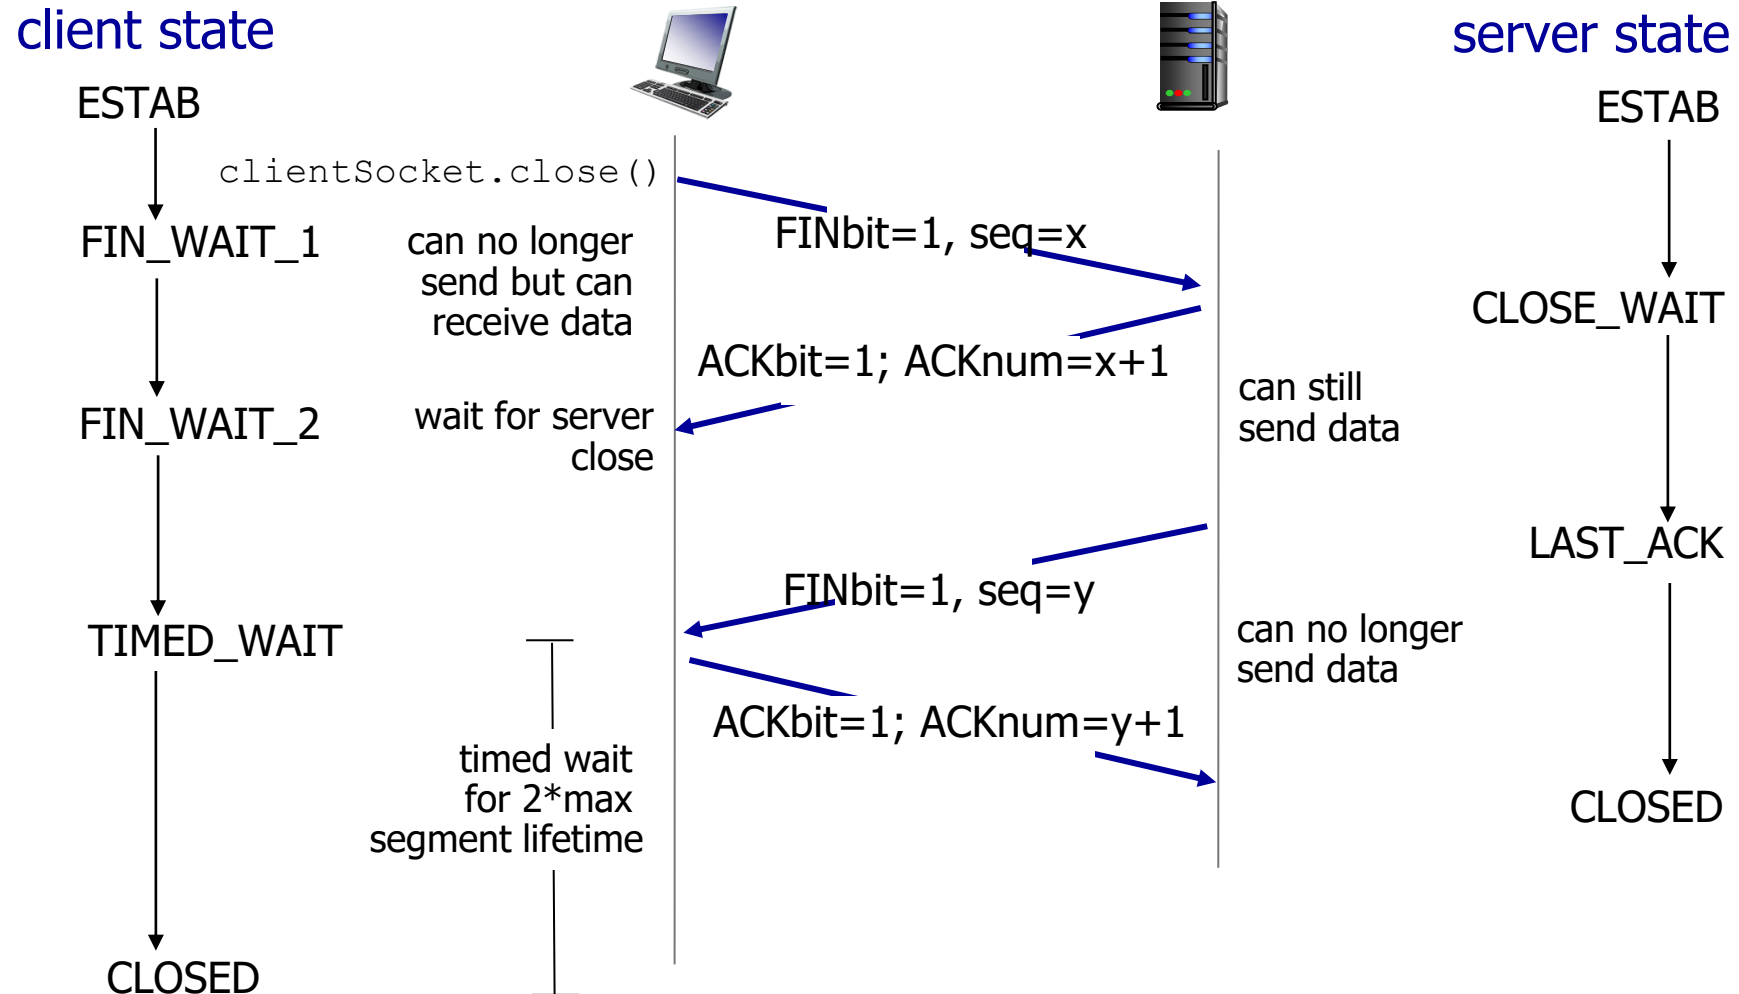 client state
server state
ESTAB
ESTAB
clientSocket.close()
FIN_WAIT_1
can no longer
send but can
receive data
FINbit=1, seq=x
CLOSE_WAIT
ACKbit=1; ACKnum=x+1
can still
send data
FIN_WAIT_2
wait for server
close
LAST_ACK
FINbit=1, seq=y
TIMED_WAIT
can no longer
send data
ACKbit=1; ACKnum=y+1
timed wait
for 2*max
segment lifetime
CLOSED
CLOSED